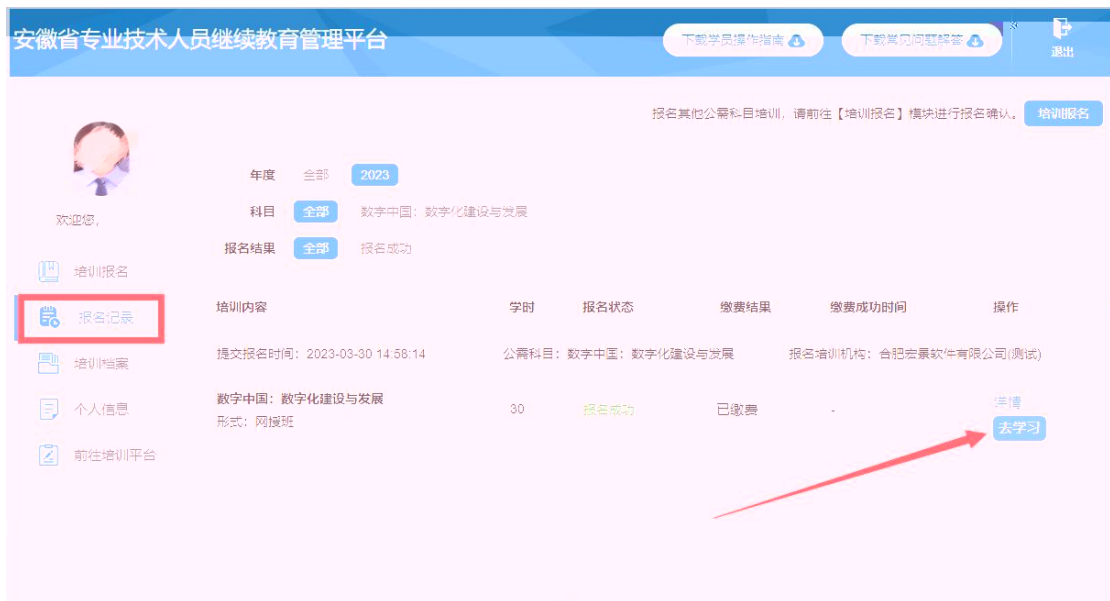 安徽省专业技术人员继续教育管理平台
下载学员操作指南
下载常见问题解答
退出
报名其他公需科目培训，请前往【培训报名】模块进行报名确认。 培训报名
年度 全部 2023
欢迎您，
科目 全部 数字中国：数字化建设与发展
报名结果 全部 报名成功
培训报名
报名记录
培训档案
个人信息
前往培训平台
培训内容 学时 报名状态 缴费结果 缴费成功时间 操作
提交报名时间：2023-03-30 14:58:14 公需科目：数字中国：数字化建设与发展 报名培训机构：合肥宏景软件有限公司(测试)
数字中国：数字化建设与发展
形式：网授班
30 报名成功 已缴费 -
详情
去学习